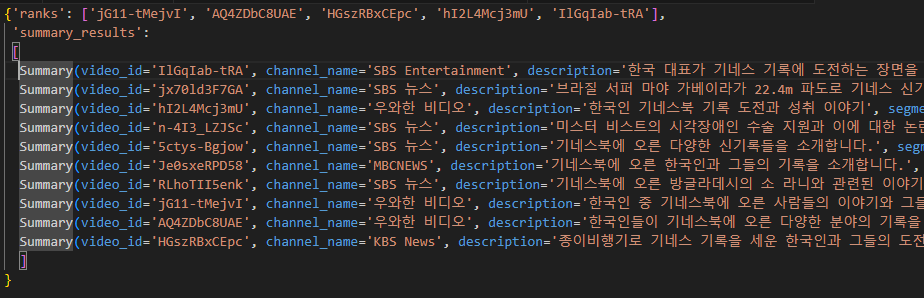 {'ranks': ['jG11-tMejvI', 'AQ4ZDbC8UAE', 'HGszRBxCEpc', 'hI2L4Mcj3mU', 'IlGqIab-tRA'],
'summary_results':
[
Summary(video_id='IlGqIab-tRA', channel_name='SBS Entertainment', description='한국 대표가 기네스 기록에 도전하는 장면을
Summary(video_id='jx70ld3F7GA', channel_name='SBS 뉴스', description='브라질 서퍼 마야 가베이라가 22.4m 파도로 기네스 신기
Summary(video_id='hI2L4Mcj3mU', channel_name='우와한 비디오', description='한국인 기네스북 기록 도전과 성취 이야기', segm
Summary(video_id='n-4I3_LZJSc', channel_name='SBS 뉴스', description='미스터 비스트의 시각장애인 수술 지원과 이에 대한 논란
Summary(video_id='5ctys-Bgjow', channel_name='SBS 뉴스', description='기네스북에 오른 다양한 신기록들을 소개합니다.', segm
Summary(video_id='Je0sxeRPD58', channel_name='MBCNEWS', description='기네스북에 오른 한국인과 그들의 기록을 소개합니다.',
Summary(video_id='RLhoTII5enk', channel_name='SBS 뉴스', description='기네스북에 오른 방글라데시의 소 라니와 관련된 이야기
Summary(video_id='jG11-tMejvI', channel_name='우와한 비디오', description='한국인 중 기네스북에 오른 사람들의 이야기와 그들
Summary(video_id='AQ4ZDbC8UAE', channel_name='우와한 비디오', description='한국인들이 기네스북에 오른 다양한 분야의 기록을
Summary(video_id='HGszRBxCEpc', channel_name='KBS News', description='종이비행기로 기네스 기록을 세운 한국인과 그들의 도전
]
}